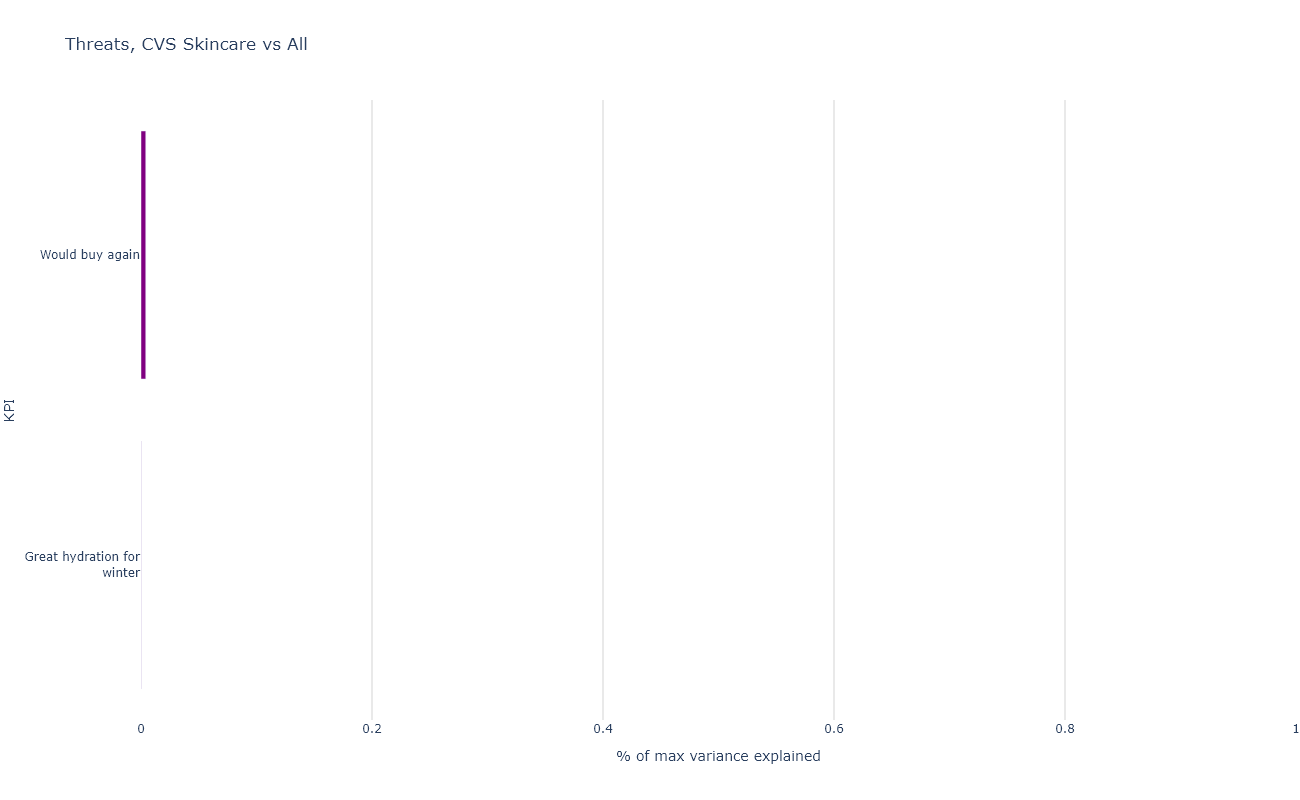 Threats, CVS Skincare vs All
Would buy again
KPI
Great hydration for
winter
0
0.2
0.4
0.6
0.8
1
% of max variance explained